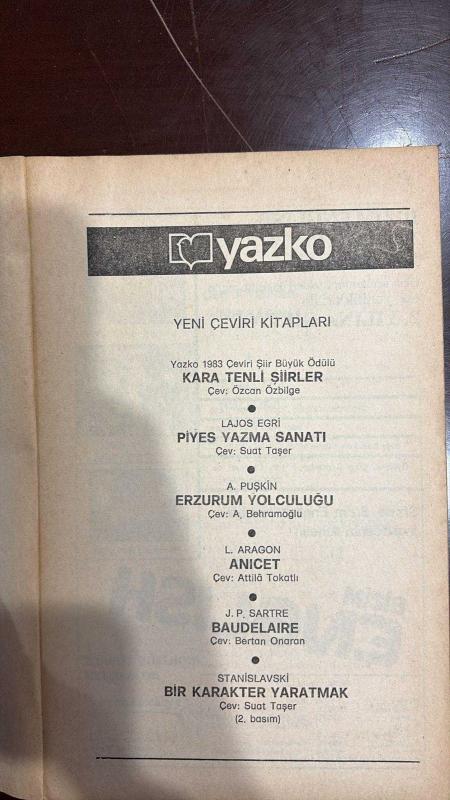 yazko
YENİ ÇEVİRİ KİTAPLARI
Yazko 1983 Çeviri Şiir Büyük Ödülü
KARA TENLİ ŞİİRLER
Çev: Özcan Özbilge
LAJOS EGRİ
PİYES YAZMA SANATI
Çev: Suat Taşer
A. PUŞKİN
ERZURUM YOLCULUĞU
Çev: A. Behramoğlu
L. ARAGON
ANICET
Çev: Attilâ Tokatlı
J.P. SARTRE
BAUDELAIRE
Çev: Bertan Onaran
STANİSLAVSKİ
BİR KARAKTER YARATMAK
Çev: Suat Taşer
(2. basım)